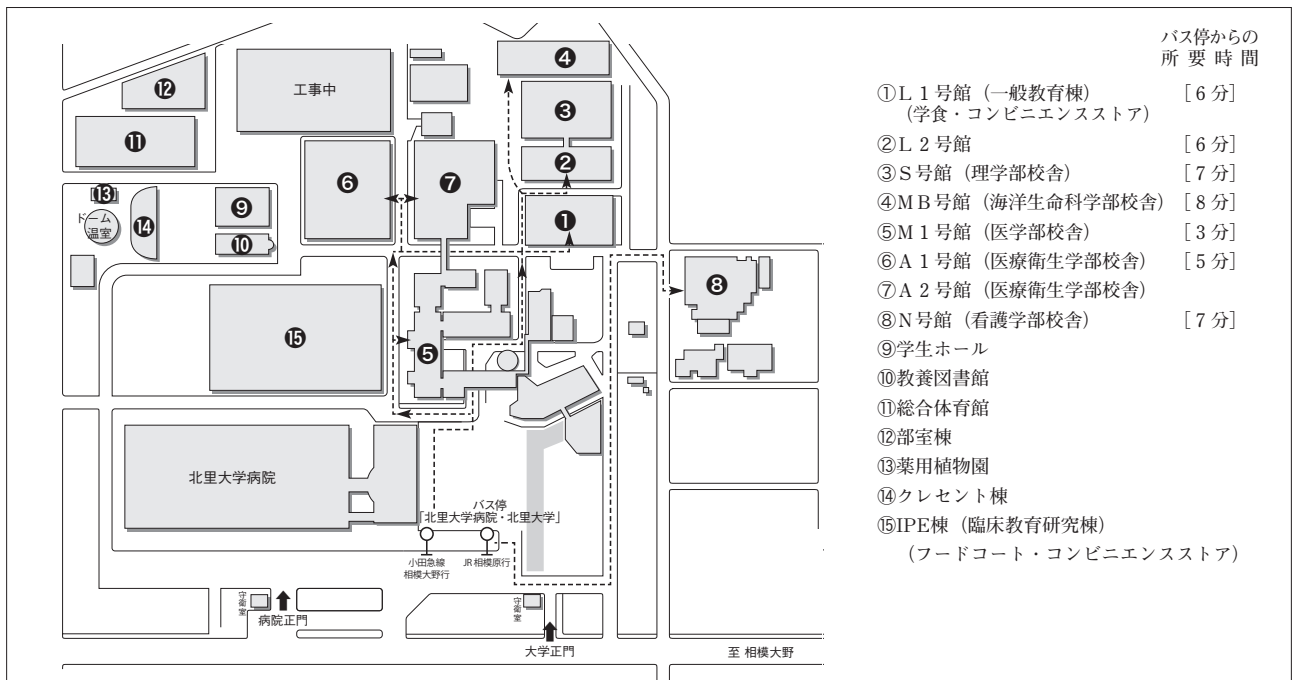 バス停からの
所要時間
①L1号館（一般教育棟） ［6分］
（学食・コンビニエンスストア）
②L2号館 ［6分］
③S号館（理学部校舎） ［7分］
④MB号館（海洋生命科学部校舎） ［8分］
⑤M1号館（医学部校舎） ［3分］
⑥A1号館（医療衛生学部校舎） ［5分］
⑦A2号館（医療衛生学部校舎）
⑧N号館（看護学部校舎） ［7分］
⑨学生ホール
⑩教養図書館
⑪総合体育館
⑫部室棟
⑬薬用植物園
⑭クレセント棟
⑮IPE棟（臨床教育研究棟）
（フードコート・コンビニエンスストア）
❹
⓬
工事中
❸
⓫
❷
❻
❼
⓭
❾
❶
ドーム
温室
⓮
❿
❽
⓯
❺
北里大学病院
バス停
「北里大学病院・北里大学」
小田急線
相模大野行
JR相模原行
守衛室
病院正門
守衛室
大学正門
至 相模大野